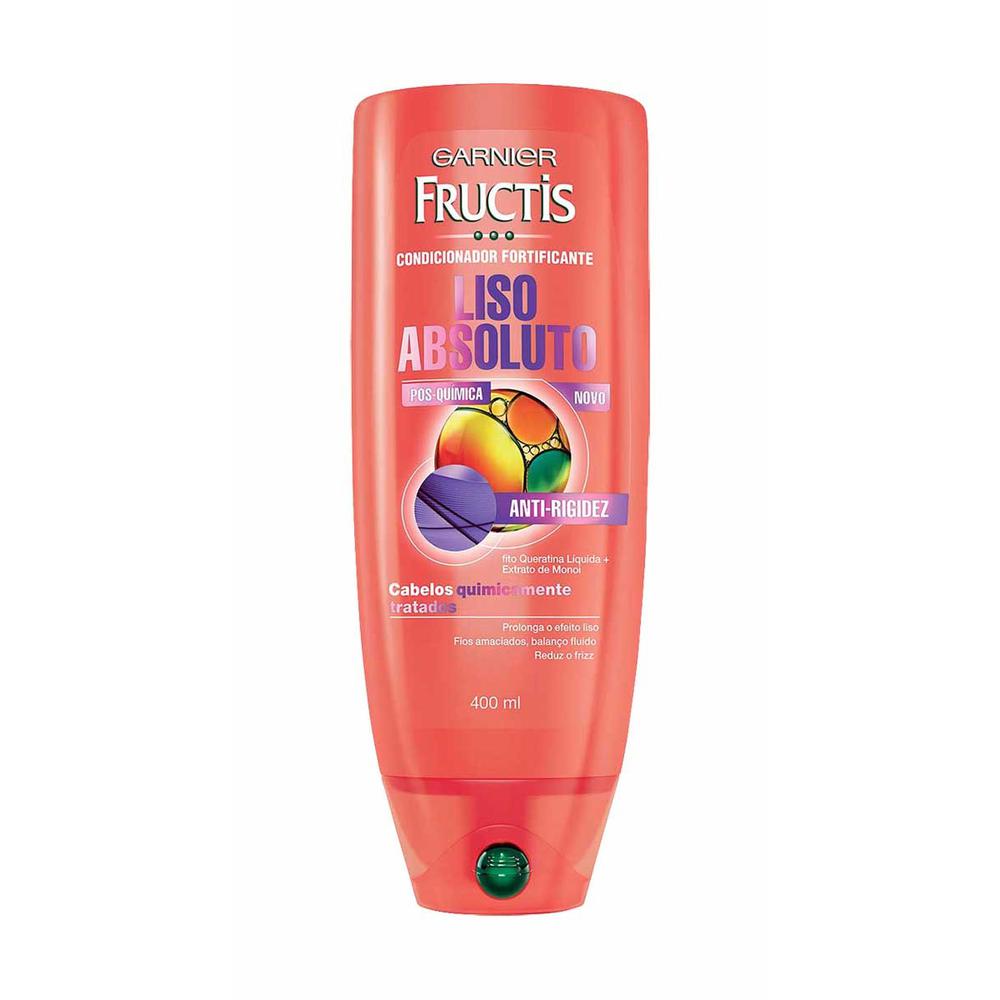 GARNIER
FRUCTIS
CONDICIONADOR FORTIFICANTE
LISO
ABSOLUTO
PÓS-QUÍMICA
NOVO
ANTI-RIGIDEZ
fito Queratina Líquida +
Extrato de Monoi
Cabelos quimicamente
tratados
Prolonga o efeito liso
Fios amaciados, balanço fluído
Reduz o frizz
400 ml